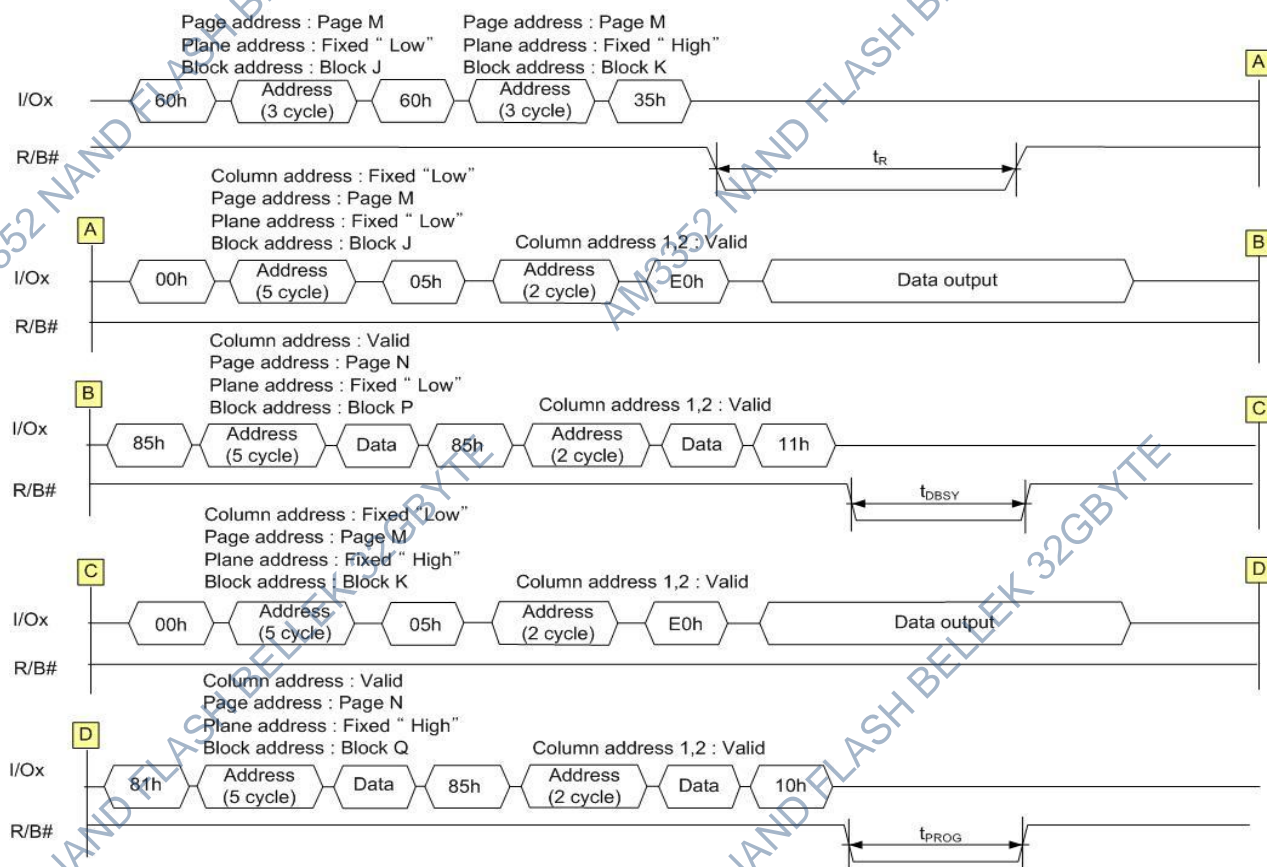 Page address : Page M
Plane address : Fixed “ Low”
Block address : Block J
Page address : Page M
Plane address : Fixed “ High”
Block address : Block K
A
I/Ox
60h
Address
(3 cycle)
60h
Address
(3 cycle)
35h
R/B#
tR
Column address : Fixed “Low”
Page address : Page M
Plane address : Fixed “ Low”
Block address : Block J
Column address 1,2 : Valid
A
B
I/Ox
00h
Address
(5 cycle)
05h
Address
(2 cycle)
E0h
Data output
R/B#
Column address : Valid
Page address : Page N
Plane address : Fixed “ Low”
Block address : Block P
Column address 1,2 : Valid
B
C
I/Ox
85h
Address
(5 cycle)
Data
85h
Address
(2 cycle)
Data
11h
R/B#
tDBSY
Column address : Fixed “Low”
Page address : Page M
Plane address : Fixed “ High”
Block address : Block K
Column address 1,2 : Valid
C
D
I/Ox
00h
Address
(5 cycle)
05h
Address
(2 cycle)
E0h
Data output
R/B#
Column address : Valid
Page address : Page N
Plane address : Fixed “ High”
Block address : Block Q
Column address 1,2 : Valid
D
I/Ox
81h
Address
(5 cycle)
Data
85h
Address
(2 cycle)
Data
10h
R/B#
tPROG
NAND FLASH BELLEK 32GBYTE
AM3352 NAND FLASH
NAND FLASH BELLEK 32GBYTE